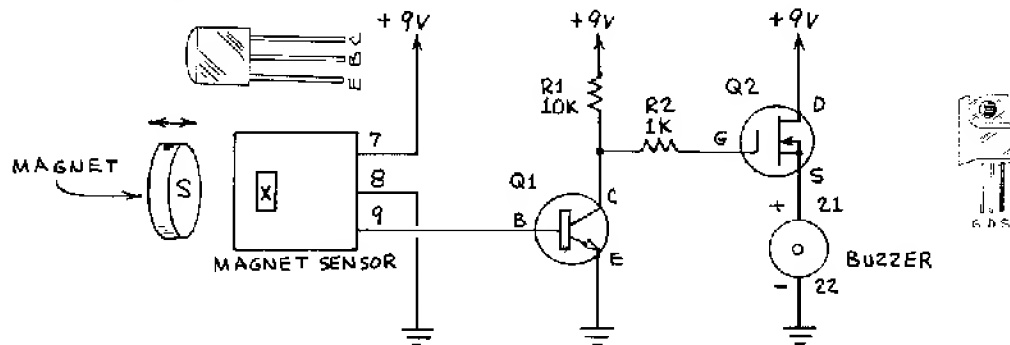 +9V
+9V
+9V
C
B
E
R1
10K
R2
1K
Q2
D
G
S
MAGNET
S
X
7
8
9
MAGNET SENSOR
Q1
B
C
E
+ 21
BUZZER
- 22
S
G D S